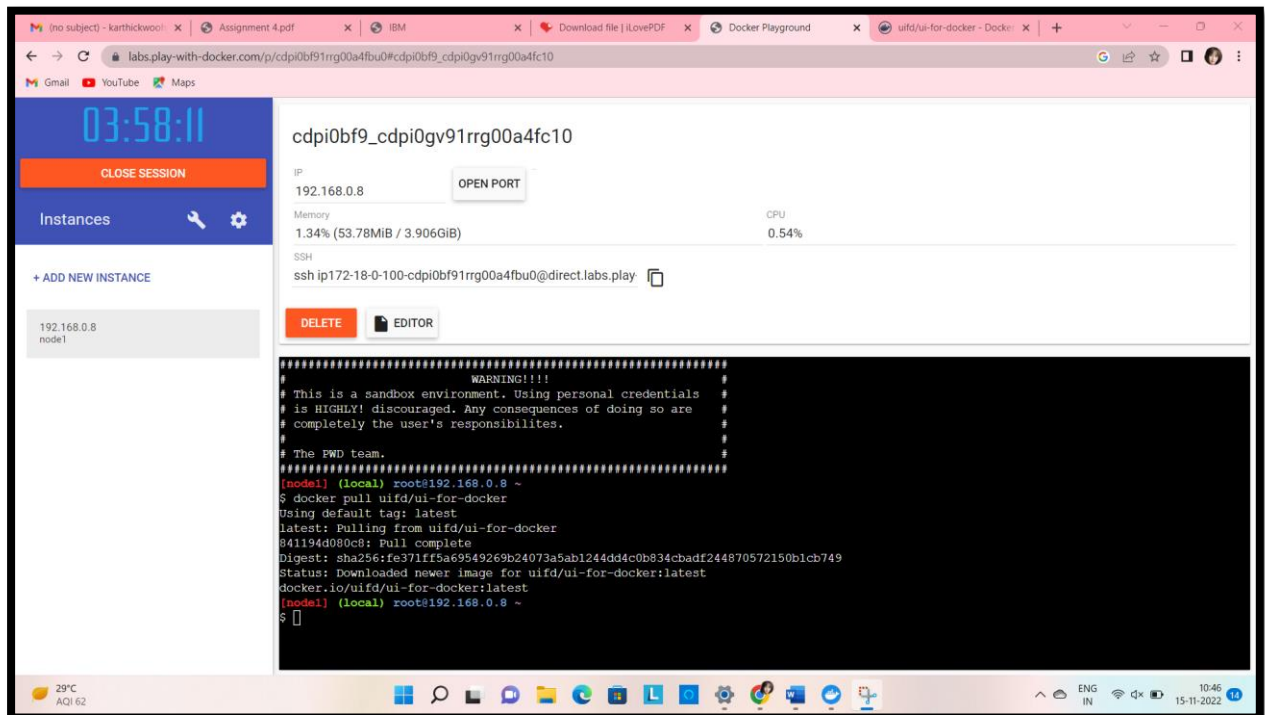 (no subject) - karthickwool
Assignment 4.pdf
IBM
Download file | iLovePDF
Docker Playground
uifd/ui-for-docker - Docker
labs.play-with-docker.com/p/cdpi0bf91rrg00a4fbu0#cdpi0bf9_cdpi0gv91rrg00a4fc10
Gmail
YouTube
Maps
03:58:11
CLOSE SESSION
Instances
+ ADD NEW INSTANCE
192.168.0.8
node1
cdpi0bf9_cdpi0gv91rrg00a4fc10
IP
192.168.0.8
OPEN PORT
Memory
1.34% (53.78MiB / 3.906GiB)
CPU
0.54%
SSH
ssh ip172-18-0-100-cdpi0bf91rrg00a4fbu0@direct.labs.play-
DELETE
EDITOR
###############################################################
# WARNING!!!! #
# This is a sandbox environment. Using personal credentials #
# is HIGHLY! discouraged. Any consequences of doing so are #
# completely the user's responsibilites. #
# #
# The PWD team. #
###############################################################
[node1] (local) root@192.168.0.8 ~
$ docker pull uifd/ui-for-docker
Using default tag: latest
latest: Pulling from uifd/ui-for-docker
841194d080c8: Pull complete
Digest: sha256:fe371ff5a69549269b24073a5ab1244dd4c0b834cbadf244870572150b1cb749
Status: Downloaded newer image for uifd/ui-for-docker:latest
docker.io/uifd/ui-for-docker:latest
[node1] (local) root@192.168.0.8 ~
$
29°C
AQI 62
ENG
IN
10:46
15-11-2022
14